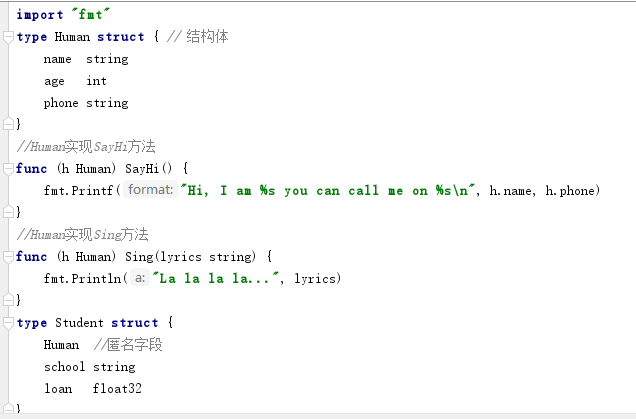 import "fmt"
type Human struct { // 结构体
    name  string
    age   int
    phone string
}
//Human实现SayHi方法
func (h Human) SayHi() {
    fmt.Printf( format: "Hi, I am %s you can call me on %s\n", h.name, h.phone)
}
//Human实现Sing方法
func (h Human) Sing(lyrics string) {
    fmt.Println( a: "La la la la...", lyrics)
}
type Student struct {
    Human  //匿名字段
    school string
    loan   float32
}